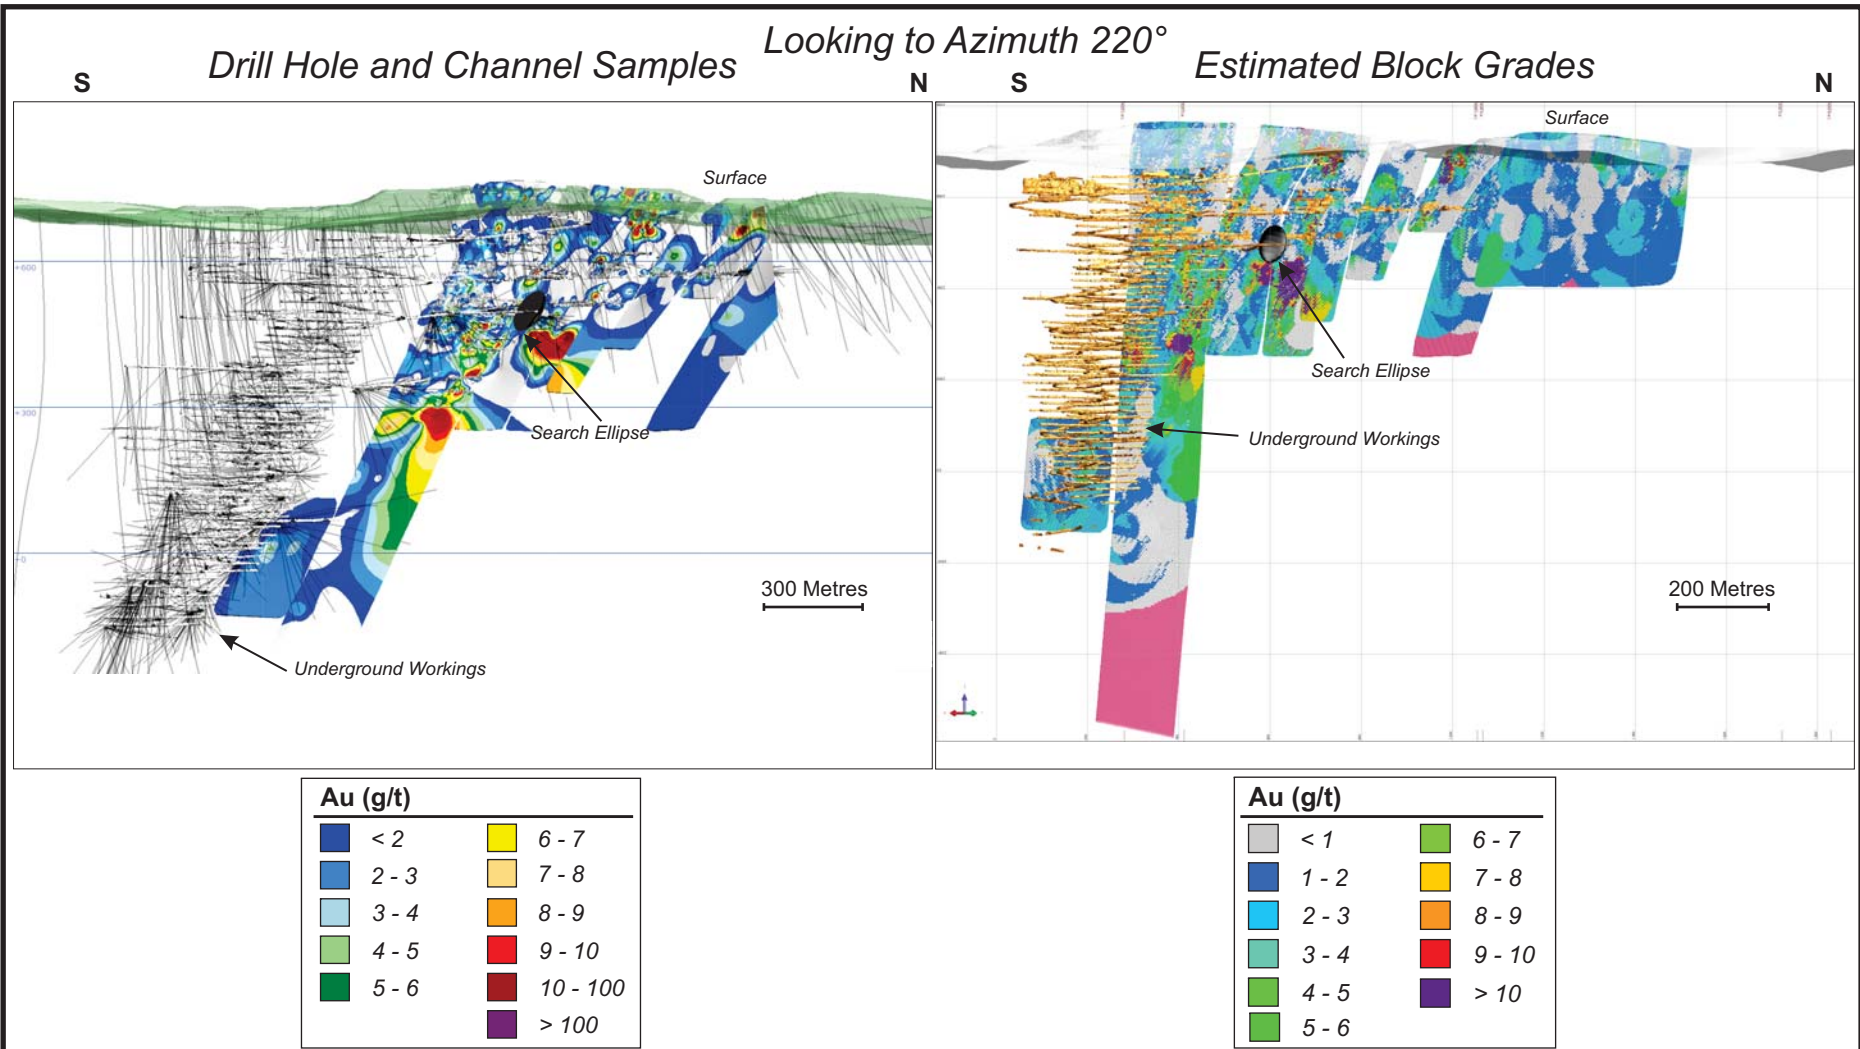 Looking to Azimuth 220°
Drill Hole and Channel Samples
Estimated Block Grades
S
N
S
N
Surface
+600
+300
+0
Search Ellipse
300 Metres
Underground Workings
Surface
Search Ellipse
Underground Workings
200 Metres
Au (g/t)
< 2
2 - 3
3 - 4
4 - 5
5 - 6
6 - 7
7 - 8
8 - 9
9 - 10
10 - 100
> 100
Au (g/t)
< 1
1 - 2
2 - 3
3 - 4
4 - 5
5 - 6
6 - 7
7 - 8
8 - 9
9 - 10
> 10